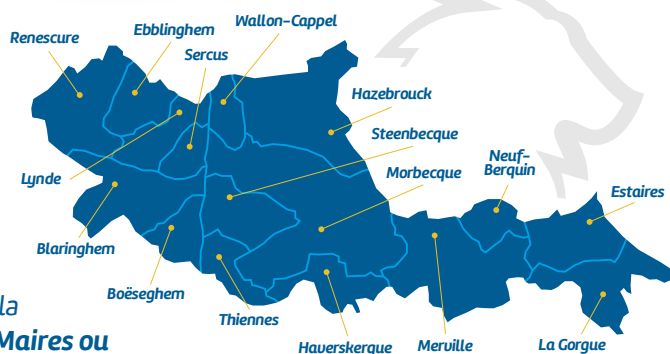 Wallon-Cappel
Ebblinghem
Renescure
Sercus
Hazebrouck
Steenbecque
Neuf-
Berquin
Morbecque
Lynde
Estaires
Blaringhem
Boëseghem
la
Thiennes
Maires ou
Haverskerque
Merville
La Gorgue